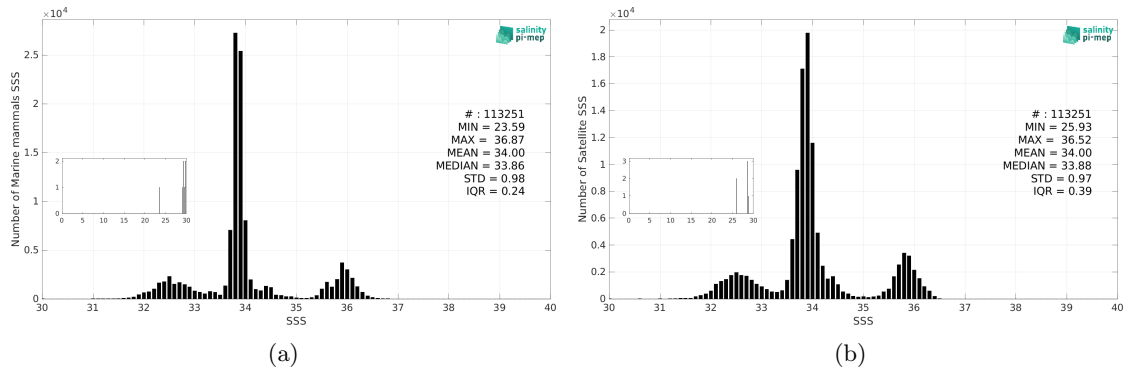 ×10⁴
salinity
pi-mep
Number of Marine mammals SSS
2.5
2
1.5
1
0.5
0
# : 113251
MIN = 23.59
MAX = 36.87
MEAN = 34.00
MEDIAN = 33.86
STD = 0.98
IQR = 0.24
2
1
0
0 5 10 15 20 25 30
30 31 32 33 34 35 36 37 38 39 40
SSS
(a)
×10⁴
salinity
pi-mep
Number of Satellite SSS
2
1.8
1.6
1.4
1.2
1
0.8
0.6
0.4
0.2
0
# : 113251
MIN = 25.93
MAX = 36.52
MEAN = 34.00
MEDIAN = 33.88
STD = 0.97
IQR = 0.39
3
2
1
0
0 5 10 15 20 25 30
30 31 32 33 34 35 36 37 38 39 40
SSS
(b)